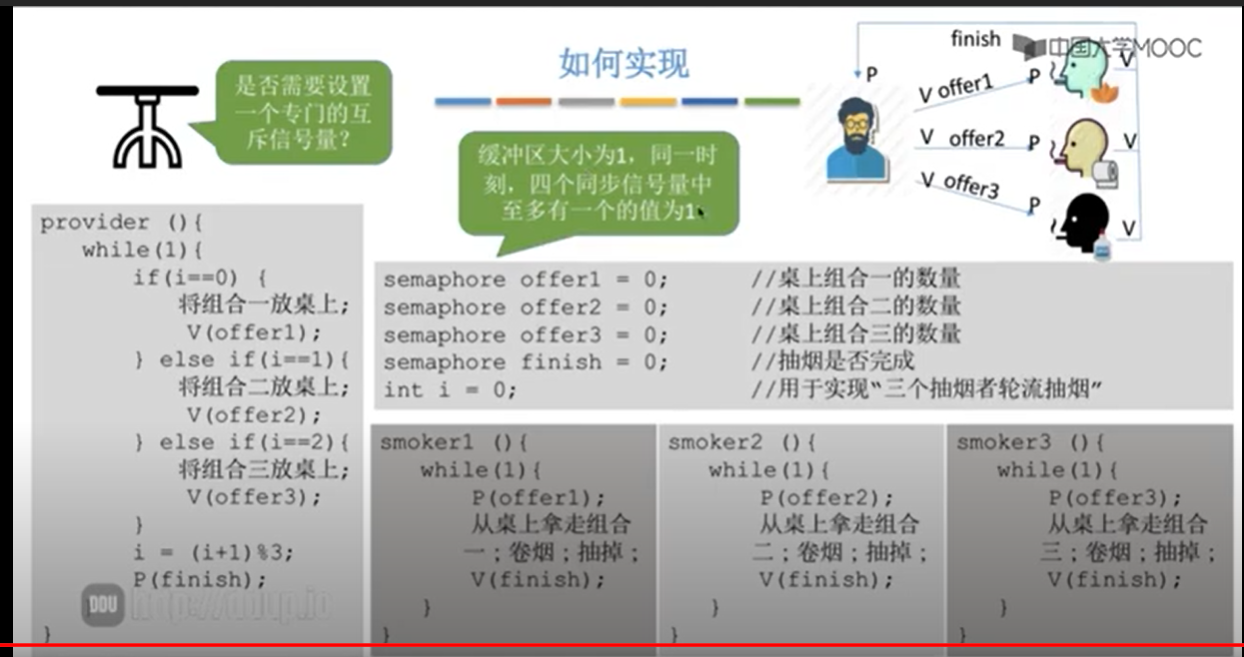 如何实现
中国大学MOOC
是否需要设置
一个专门的互
斥信号量？
缓冲区大小为1，同一时
刻，四个同步信号量中
至多有一个的值为1
finish
P
V offer1
P
V
V offer2
P
V
V offer3
P
V
provider (){
while(1){
if(i==0) {
将组合一放桌上;
V(offer1);
} else if(i==1){
将组合二放桌上;
V(offer2);
} else if(i==2){
将组合三放桌上;
V(offer3);
}
i = (i+1)%3;
P(finish);
}
semaphore offer1 = 0; //桌上组合一的数量
semaphore offer2 = 0; //桌上组合二的数量
semaphore offer3 = 0; //桌上组合三的数量
semaphore finish = 0; //抽烟是否完成
int i = 0; //用于实现“三个抽烟者轮流抽烟”
smoker1 (){
while(1){
P(offer1);
从桌上拿走组合
一；卷烟；抽掉；
V(finish);
}
}
smoker2 (){
while(1){
P(offer2);
从桌上拿走组合
二；卷烟；抽掉；
V(finish);
}
}
smoker3 (){
while(1){
P(offer3);
从桌上拿走组合
三；卷烟；抽掉；
V(finish);
}
}